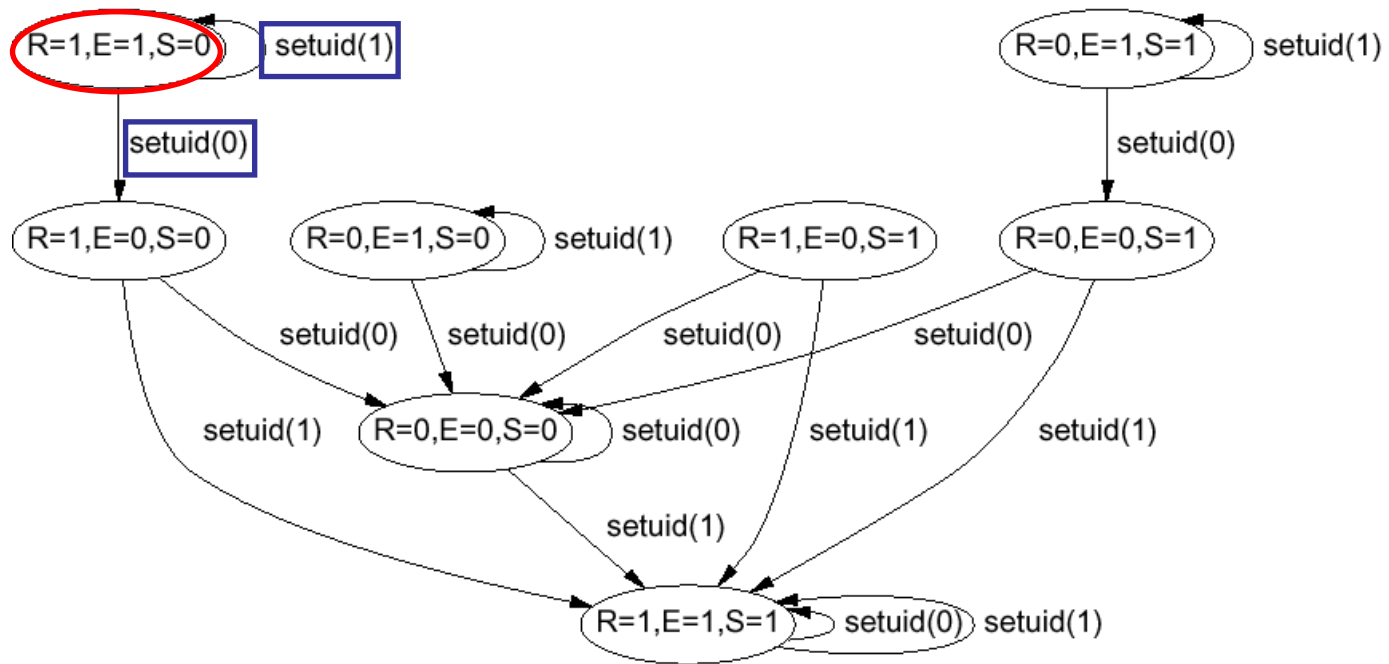 R=1,E=1,S=0
setuid(1)
R=0,E=1,S=1
setuid(1)
setuid(0)
setuid(0)
R=1,E=0,S=0
R=0,E=1,S=0
setuid(1)
R=1,E=0,S=1
R=0,E=0,S=1
setuid(0)
setuid(0)
setuid(0)
setuid(0)
setuid(1)
R=0,E=0,S=0
setuid(0)
setuid(1)
setuid(1)
setuid(1)
R=1,E=1,S=1
setuid(0)
setuid(1)